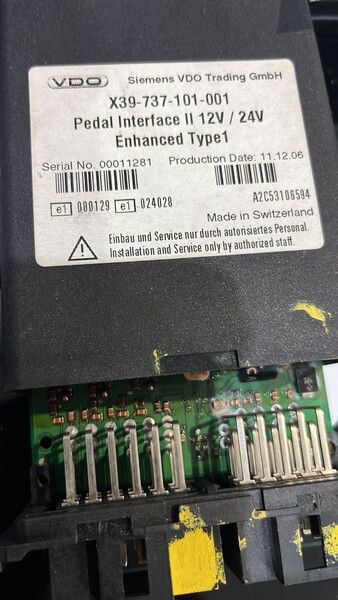 VDO Siemens VDO Trading GmbH
X39-737-101-001
Pedal Interface II 12V / 24V
Enhanced Type1
Serial No. 00011281 Production Date: 11.12.06
e1 000129 e1 024028 A2C53106594
Made in Switzerland
Einbau und Service nur durch autorisiertes Personal.
Installation and Service only by authorized staff.